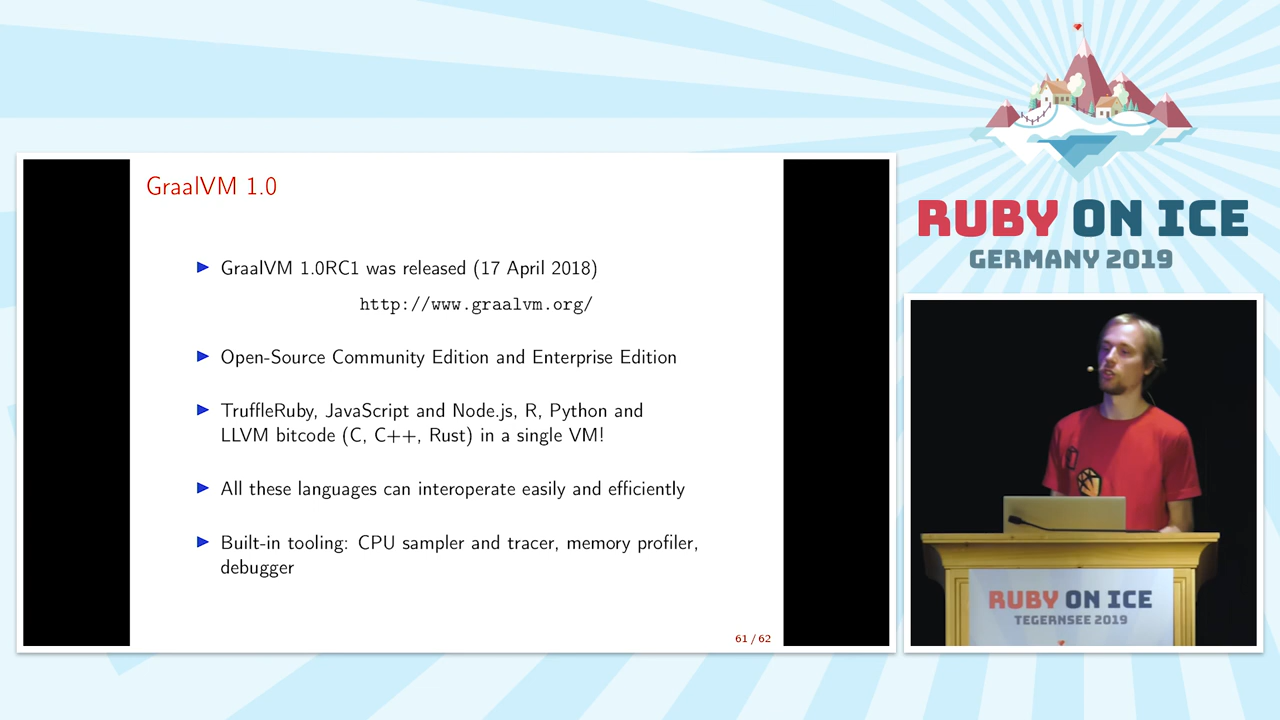 GraalVM 1.0
▶ GraalVM 1.0RC1 was released (17 April 2018)
http://www.graalvm.org/
▶ Open-Source Community Edition and Enterprise Edition
▶ TruffleRuby, JavaScript and Node.js, R, Python and
LLVM bitcode (C, C++, Rust) in a single VM!
▶ All these languages can interoperate easily and efficiently
▶ Built-in tooling: CPU sampler and tracer, memory profiler,
debugger
61 / 62
RUBY ON ICE
GERMANY 2019
RUBY ON ICE
TEGERNSEE 2019